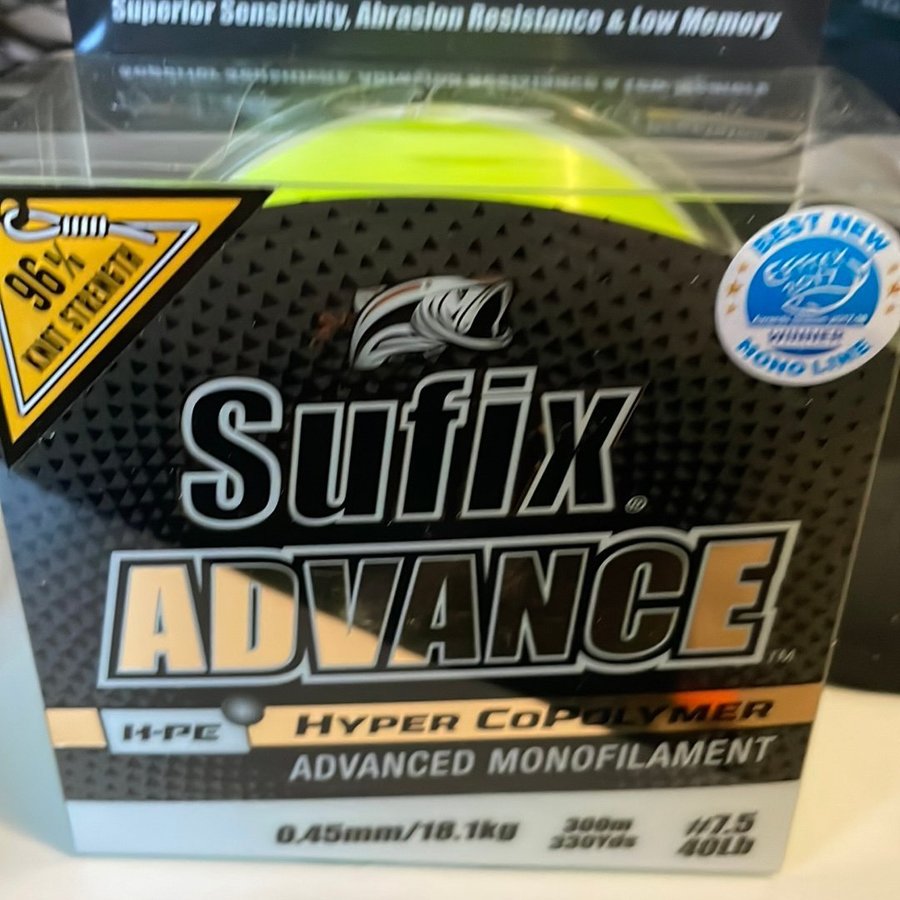 Superior Sensitivity, Abrasion Resistance & Low Memory
96%
KNOT STRENGTH
BEST NEW
WINNER
MONO LINE
Sufix®
ADVANCE™
H-PE HYPER COPOLYMER
ADVANCED MONOFILAMENT
0.45mm/18.1kg 300m #7.5
330Yds 40Lb